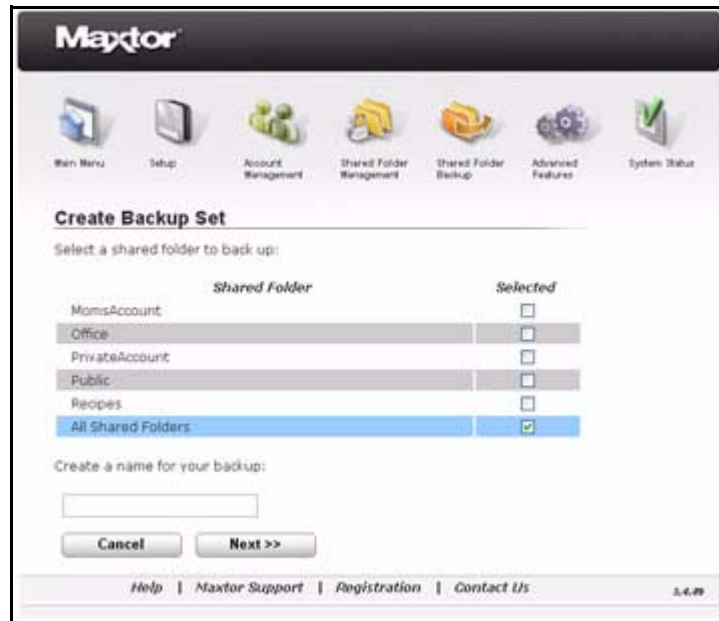 Maxtor
Main Menu
Setup
Account Management
Shared Folder Management
Shared Folder Backup
Advanced Features
System Status
Create Backup Set
Select a shared folder to back up:
Shared Folder Selected
MomsAccount
Office
PrivateAccount
Public
Recipes
All Shared Folders
Create a name for your backup:
Cancel Next >>
Help | Maxtor Support | Registration | Contact Us